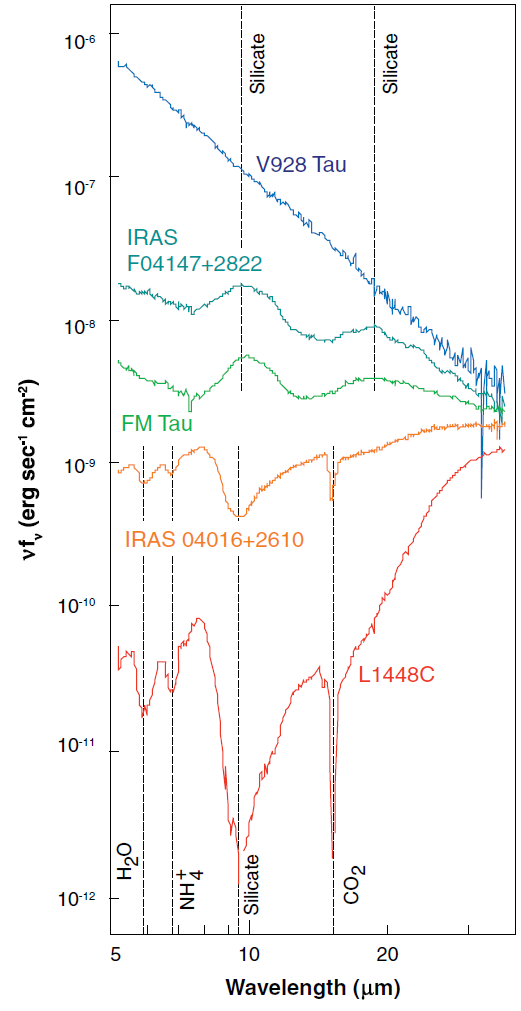 10⁻⁶
Silicate
Silicate
V928 Tau
10⁻⁷
IRAS
F04147+2822
10⁻⁸
FM Tau
10⁻⁹
IRAS 04016+2610
10⁻¹⁰
L1448C
10⁻¹¹
H₂O
NH₄⁺
Silicate
CO₂
10⁻¹²
5
10
20
Wavelength (μm)
νfᵥ (erg sec⁻¹ cm⁻²)